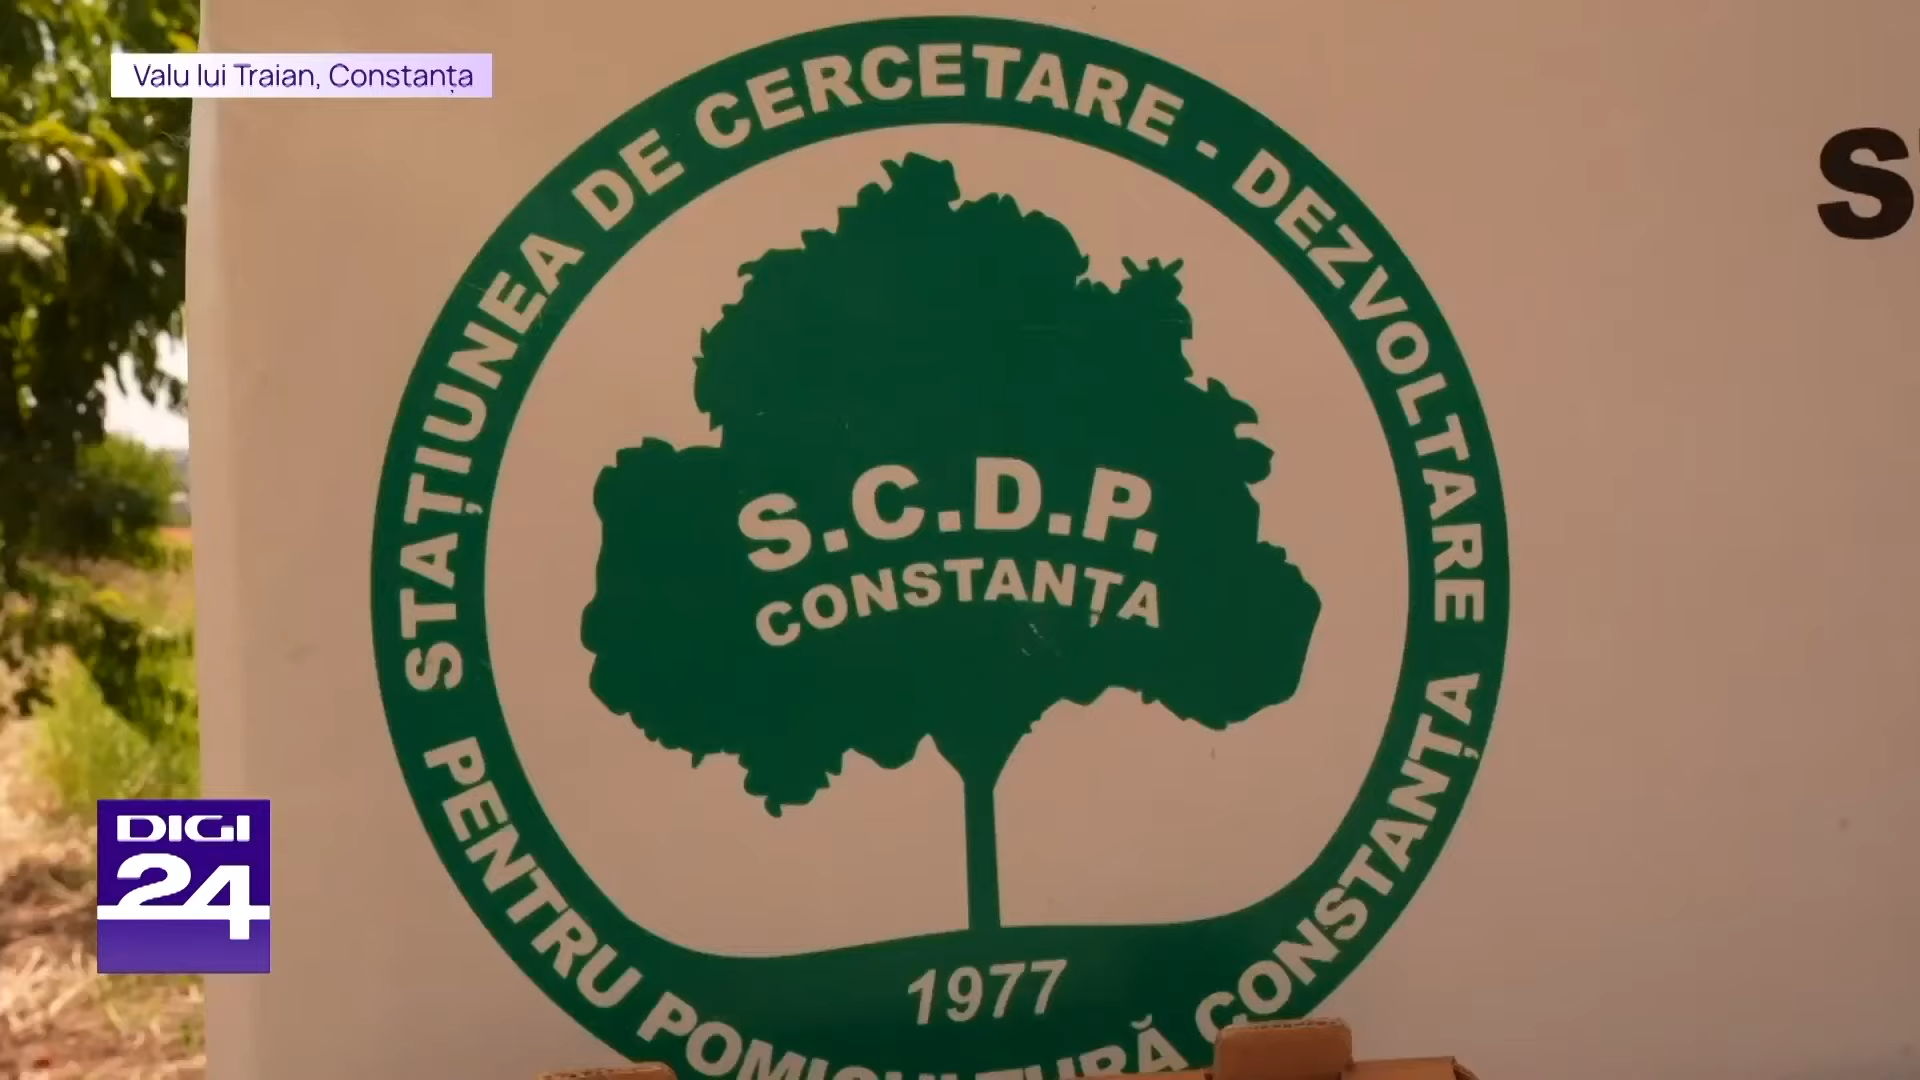 Valu lui Traian, Constanța
STAȚIUNEA DE CERCETARE - DEZVOLTARE
PENTRU POMICULTURĂ CONSTANȚA
S.C.D.P.
CONSTANȚA
1977
DIGI
24